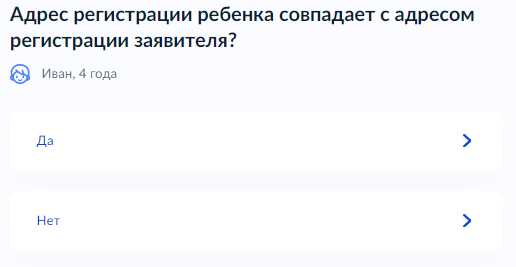 Адрес регистрации ребенка совпадает с адресом
регистрации заявителя?
Иван, 4 года
Да
Нет